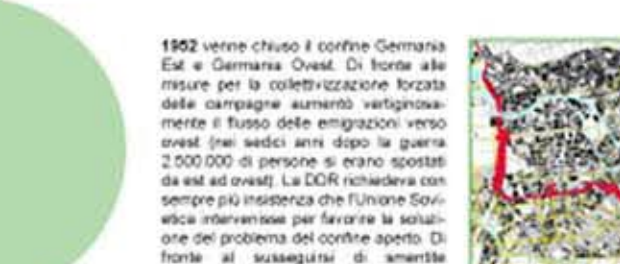 1952 venne chiuso il confine Germania
Est e Germania Ovest. Di fronte alle
misure per la collettivizzazione forzata
delle campagne aumentò vertiginosa-
mente il flusso delle emigrazioni verso
ovest (nei sedici anni dopo la guerra
2.500.000 di persone si erano spostati
da est ad ovest). La DDR richiedeva con
sempre più insistenza che l'Unione Sovi-
etica intervenisse per favorire la soluzi-
one del problema del confine aperto. Di
fronte al susseguirsi di smentite